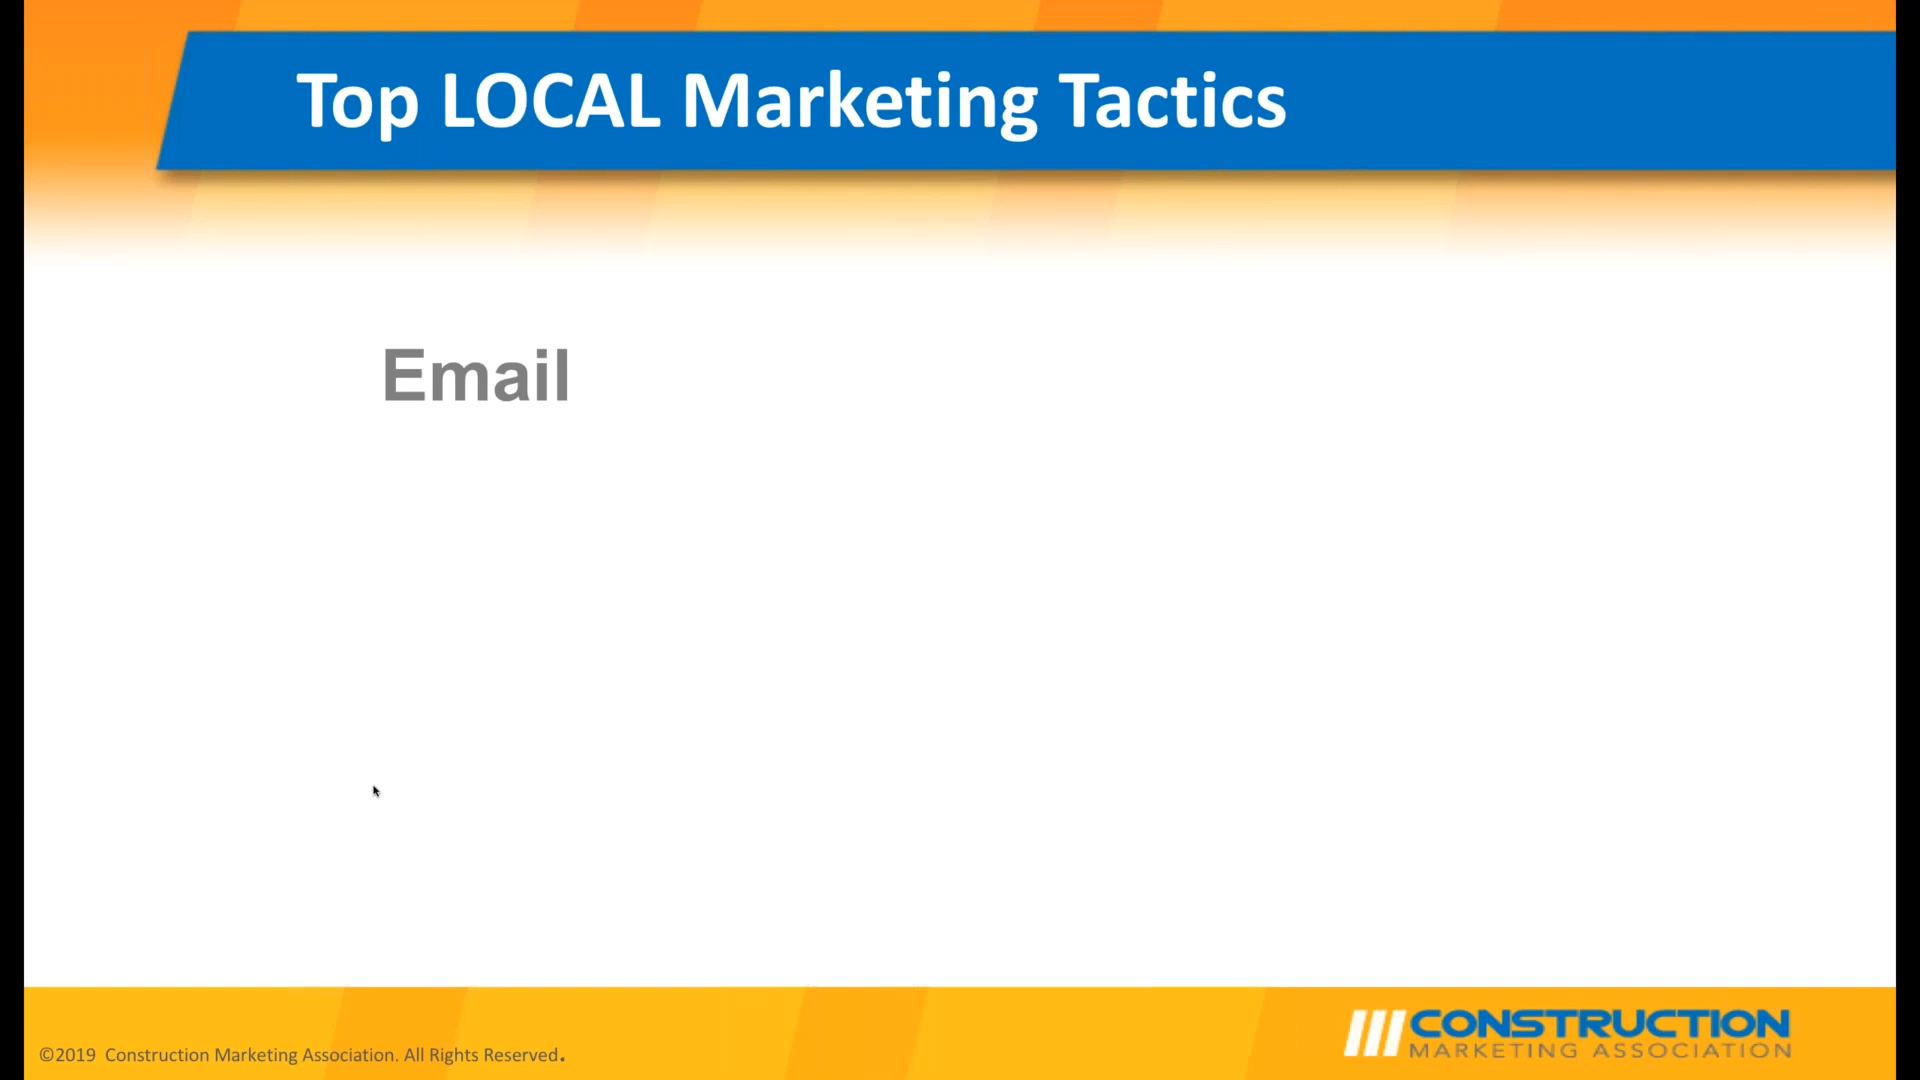 Top LOCAL Marketing Tactics
Email
©2019 Construction Marketing Association. All Rights Reserved.
CONSTRUCTION
MARKETING ASSOCIATION